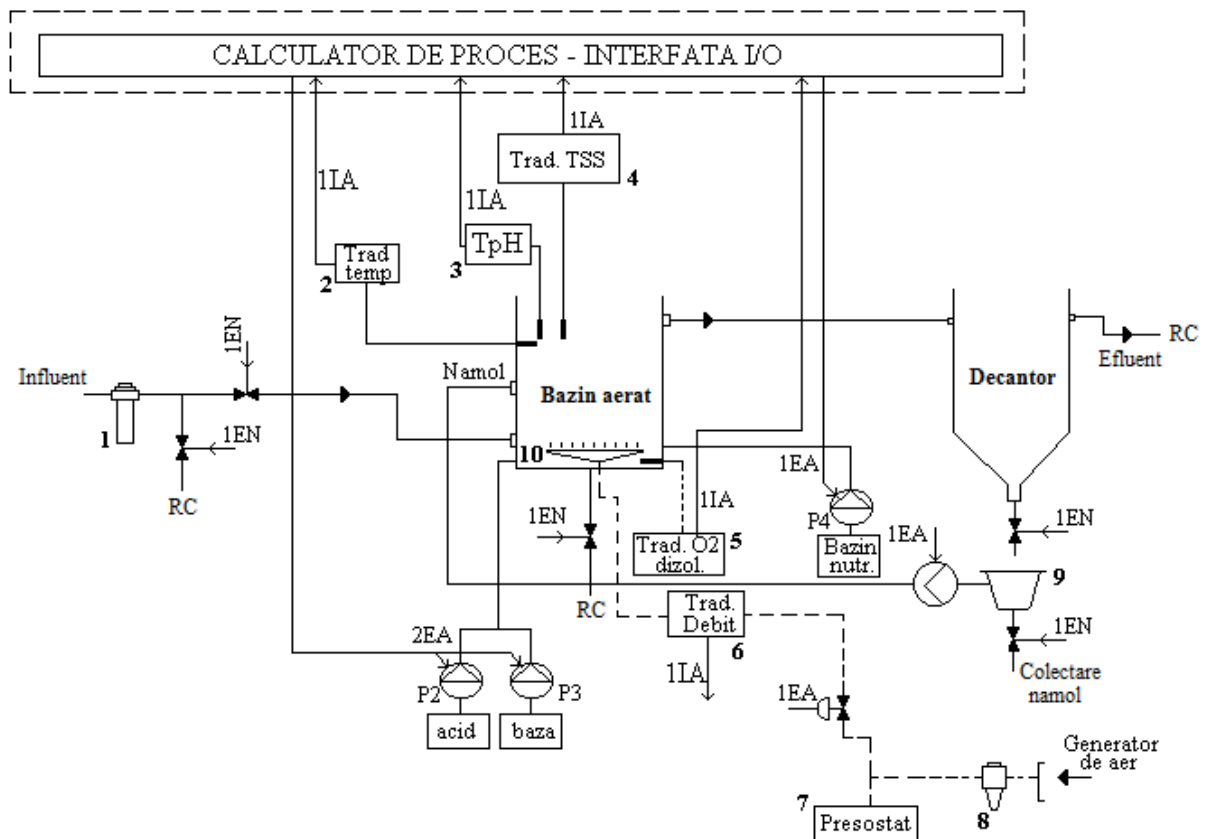 CALCULATOR DE PROCES - INTERFATA I/O
1IA
Trad. TSS
4
1IA
1IA
TpH
3
Trad
temp
2
1EN
Influent
1
1EN
RC
Namol
Bazin aerat
10
Decantor
RC
Efluent
1EN
RC
1IA
Trad. O2
dizol.
5
1EA
P4
Bazin
nutr.
1EA
1EN
9
1EN
Colectare
namol
Trad.
Debit
6
1IA
2EA
P2
P3
acid
baza
1EA
Generator
de aer
7
Presostat
8